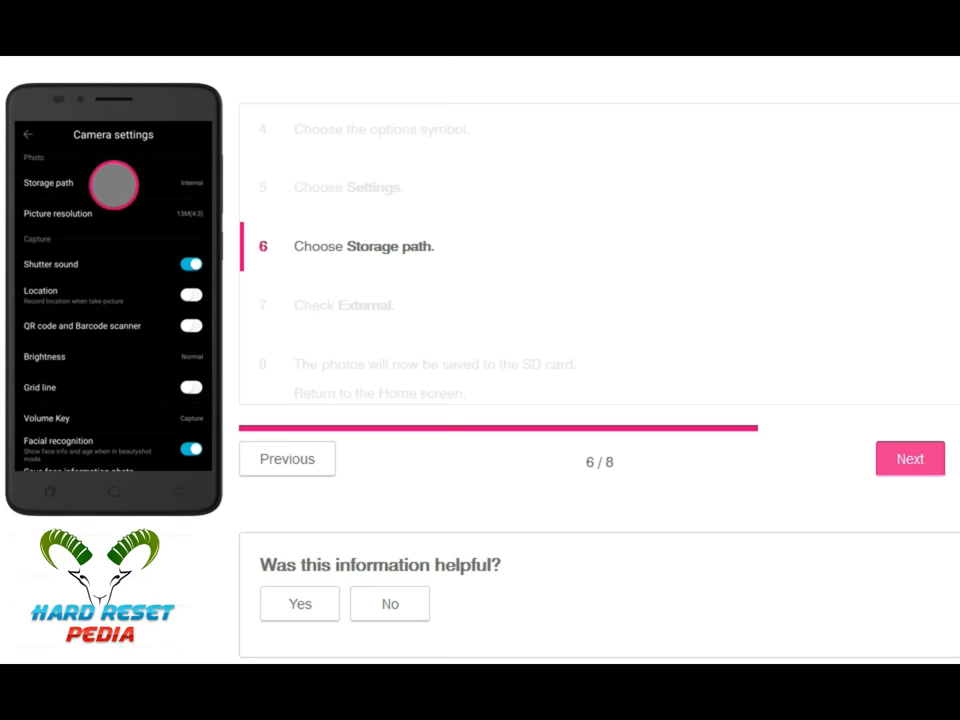 Camera settings
Photo
Storage path Internal
Picture resolution 13M(4:3)
Capture
Shutter sound
Location
Record location when take picture
QR code and Barcode scanner
Brightness Normal
Grid line
Volume Key Capture
Facial recognition
Show face info and age when in beautyshot
mode
Save face information photo
HARD RESET
PEDIA
4 Choose the options symbol.
5 Choose Settings.
6 Choose Storage path.
7 Check External.
8 The photos will now be saved to the SD card.
Return to the Home screen.
Previous 6 / 8 Next
Was this information helpful?
Yes No